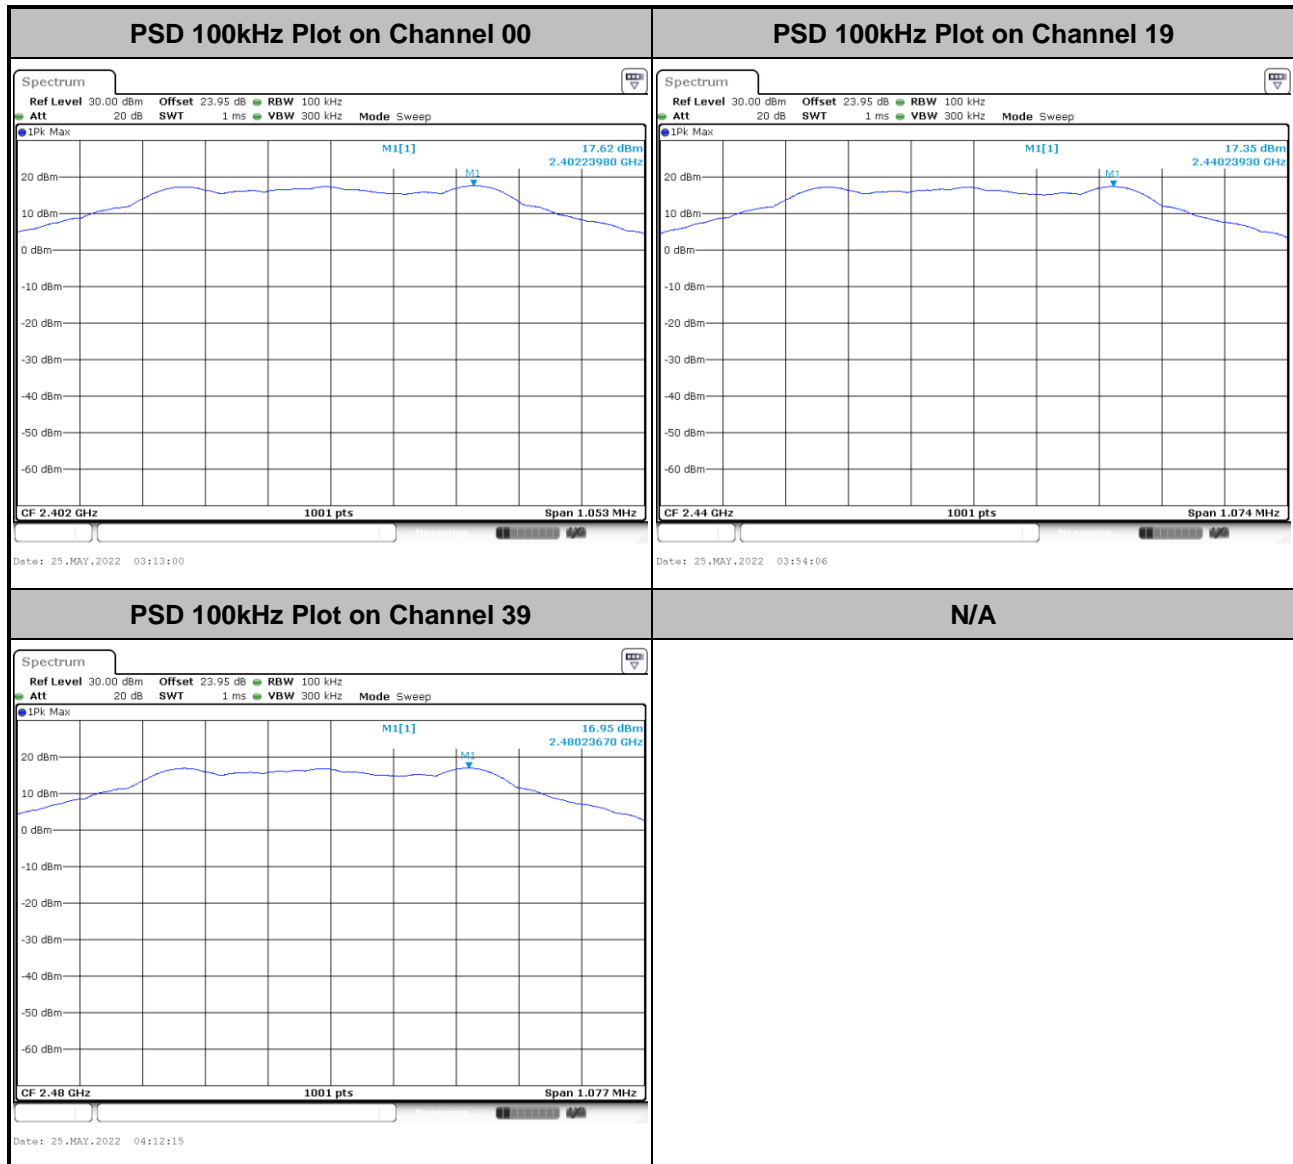 PSD 100kHz Plot on Channel 00
Spectrum
Ref Level 30.00 dBm Offset 23.95 dB RBW 100 kHz
Att 20 dB SWT 1 ms VBW 300 kHz Mode Sweep
1Pk Max
M1[1] 17.62 dBm
2.40223980 GHz
M1
20 dBm
10 dBm
0 dBm
-10 dBm
-20 dBm
-30 dBm
-40 dBm
-50 dBm
-60 dBm
CF 2.402 GHz 1001 pts Span 1.053 MHz
Measuring
Date: 25.MAY.2022 03:13:00
PSD 100kHz Plot on Channel 19
Spectrum
Ref Level 30.00 dBm Offset 23.95 dB RBW 100 kHz
Att 20 dB SWT 1 ms VBW 300 kHz Mode Sweep
1Pk Max
M1[1] 17.35 dBm
2.44023930 GHz
M1
20 dBm
10 dBm
0 dBm
-10 dBm
-20 dBm
-30 dBm
-40 dBm
-50 dBm
-60 dBm
CF 2.44 GHz 1001 pts Span 1.074 MHz
Measuring
Date: 25.MAY.2022 03:54:06
PSD 100kHz Plot on Channel 39
Spectrum
Ref Level 30.00 dBm Offset 23.95 dB RBW 100 kHz
Att 20 dB SWT 1 ms VBW 300 kHz Mode Sweep
1Pk Max
M1[1] 16.95 dBm
2.48023670 GHz
M1
20 dBm
10 dBm
0 dBm
-10 dBm
-20 dBm
-30 dBm
-40 dBm
-50 dBm
-60 dBm
CF 2.48 GHz 1001 pts Span 1.077 MHz
Measuring
Date: 25.MAY.2022 04:12:15
N/A